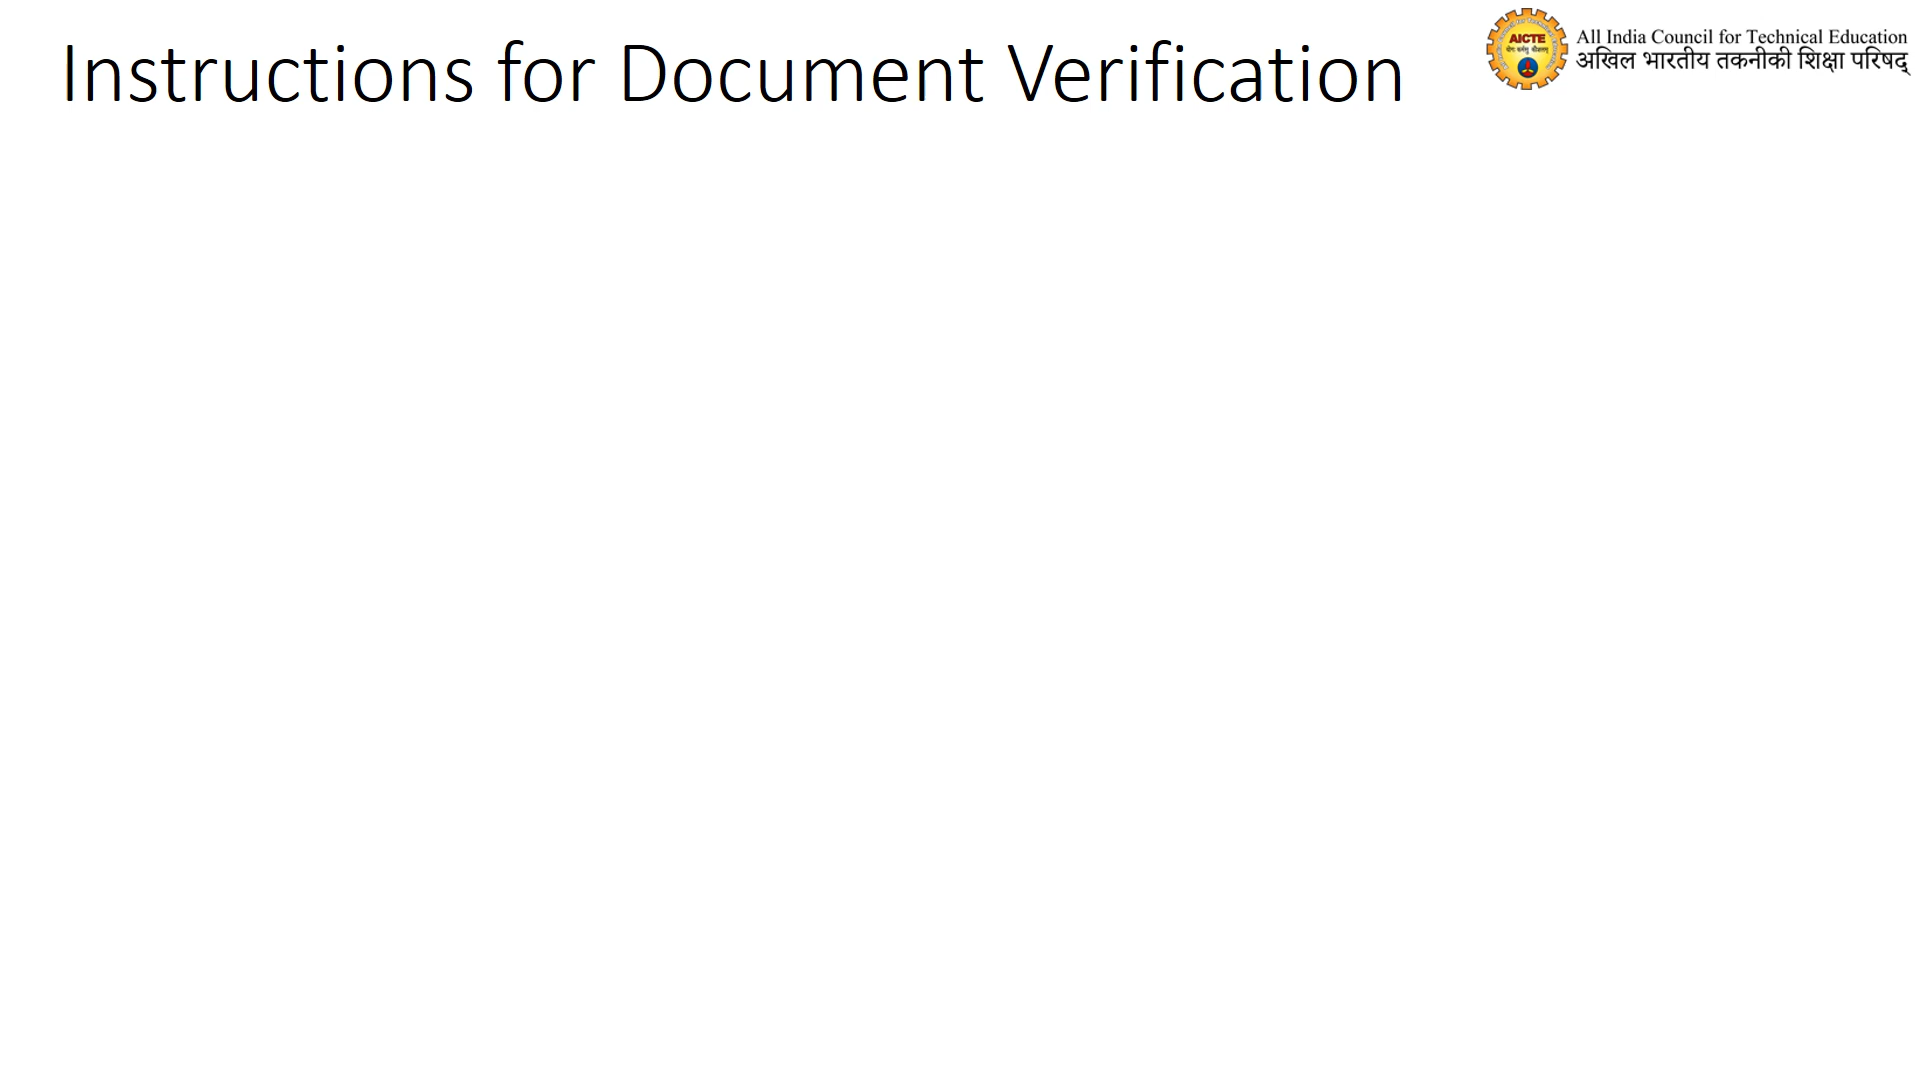 Instructions for Document Verification
All India Council for Technical Education
अखिल भारतीय तकनीकी शिक्षा परिषद्
AICTE